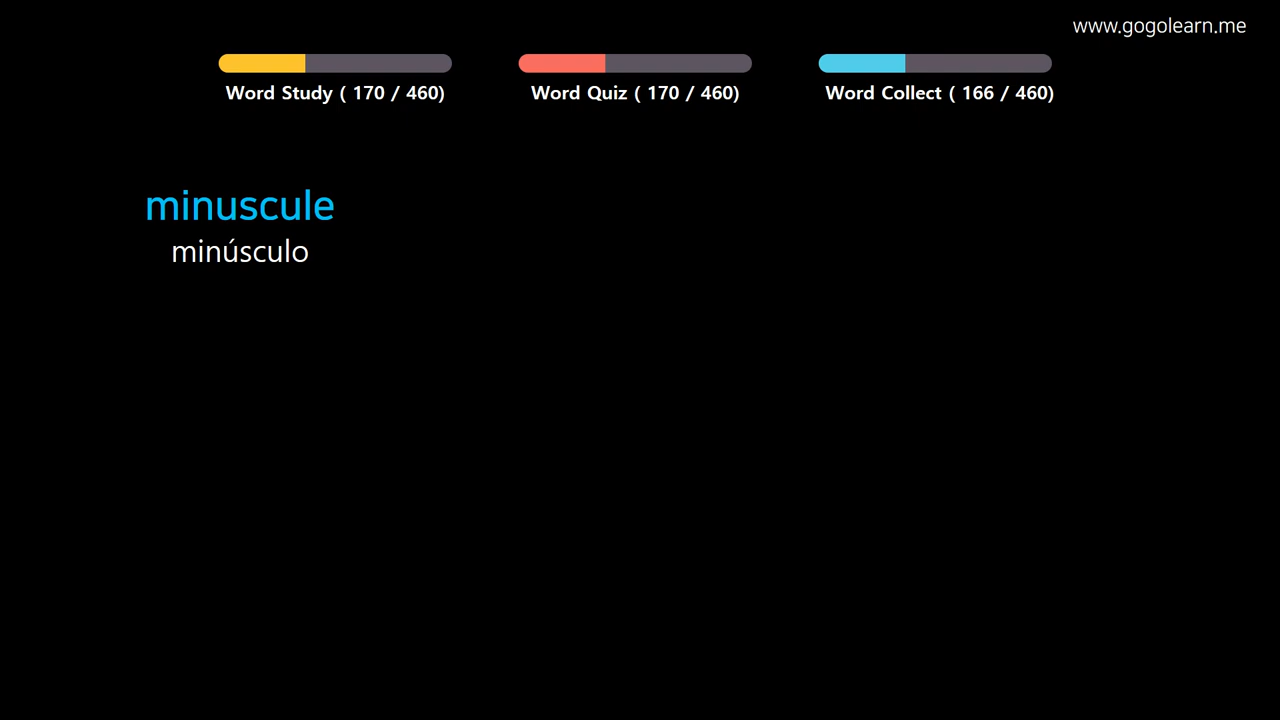 www.gogolearn.me
Word Study ( 170 / 460)
Word Quiz ( 170 / 460)
Word Collect ( 166 / 460)
minuscule
minúsculo